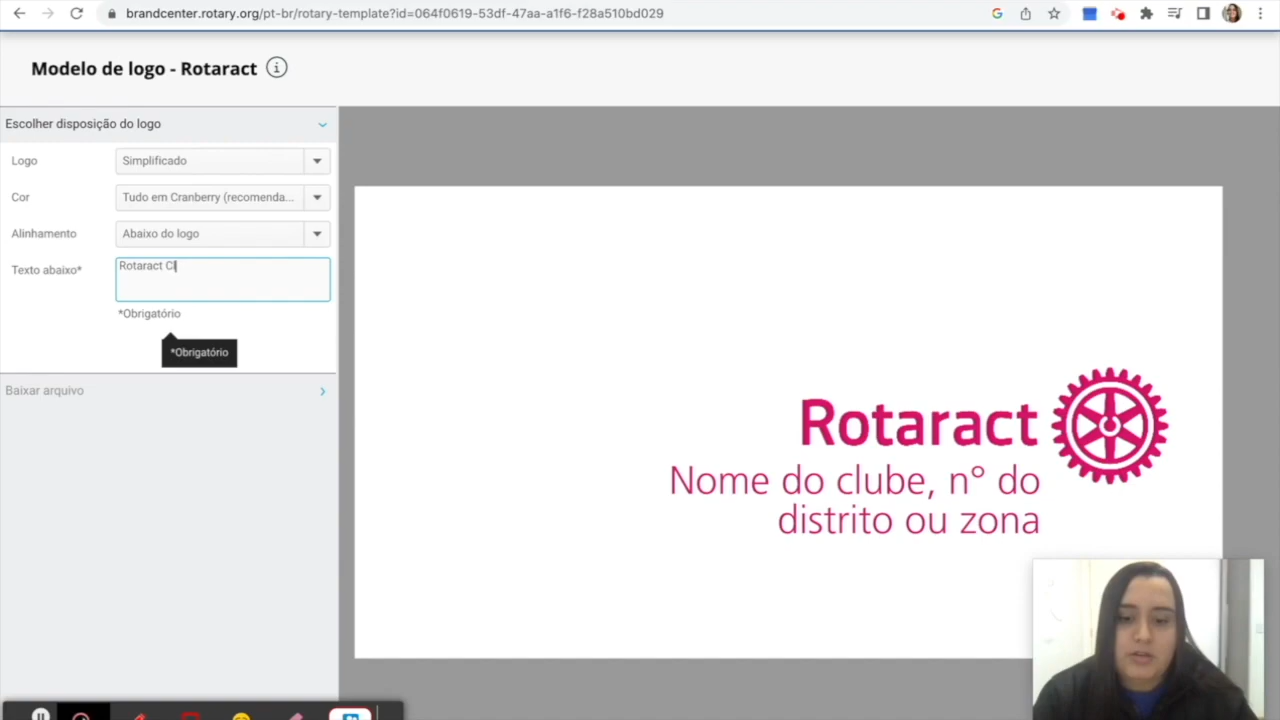 brandcenter.rotary.org/pt-br/rotary-template?id=064f0619-53df-47aa-a1f6-f28a510bd029
Modelo de logo - Rotaract
Escolher disposição do logo
Logo
Simplificado
Cor
Tudo em Cranberry (recomenda...
Alinhamento
Abaixo do logo
Texto abaixo*
Rotaract Cl
*Obrigatório
*Obrigatório
Baixar arquivo
Rotaract
Nome do clube, n° do
distrito ou zona